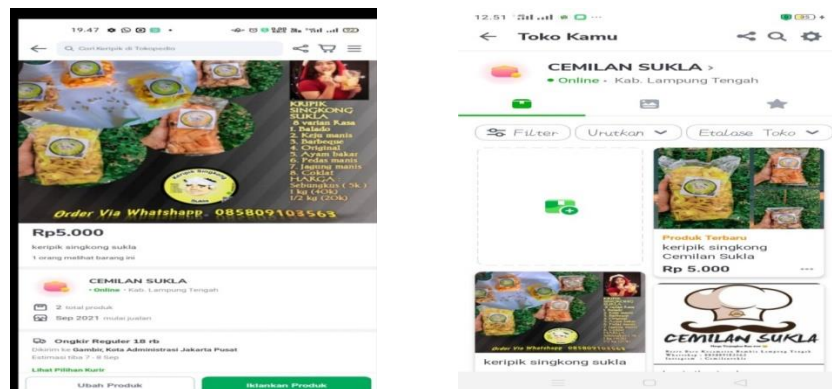 19.47
Cari Keripik di Tokopedia
KRIPIK
SINGKONG
SUKLA
8 varian Rasa
1. Balado
2. Keju manis
3. Barbeque
4. Original
5. Ayam bakar
6. Pedas manis
7. Jagung manis
8. Coklat
HARGA
Sebungkus ( 5k )
1 kg (40k)
1/2 kg (20k)
Keripik Singkong
Order Via Whatshapp. 085809103563
Rp5.000
keripik singkong sukla
1 orang melihat barang ini
CEMILAN SUKLA
Online - Kab. Lampung Tengah
2 total produk
Sep 2021 mulai jualan
Ongkir Reguler 18 rb
Dikirim ke Gambir, Kota Administrasi Jakarta Pusat
Estimasi tiba 7 - 8 Sep
Lihat Pilihan Kurir
Ubah Produk
Iklankan Produk
12.51
Toko Kamu
CEMILAN SUKLA
Online - Kab. Lampung Tengah
Filter
Urutkan
Etalase Toko
Produk Terbaru
keripik singkong
Cemilan Sukla
Rp 5.000
Order Via Whatshapp 085809103563
keripik singkong sukla
CEMILAN SUKLA